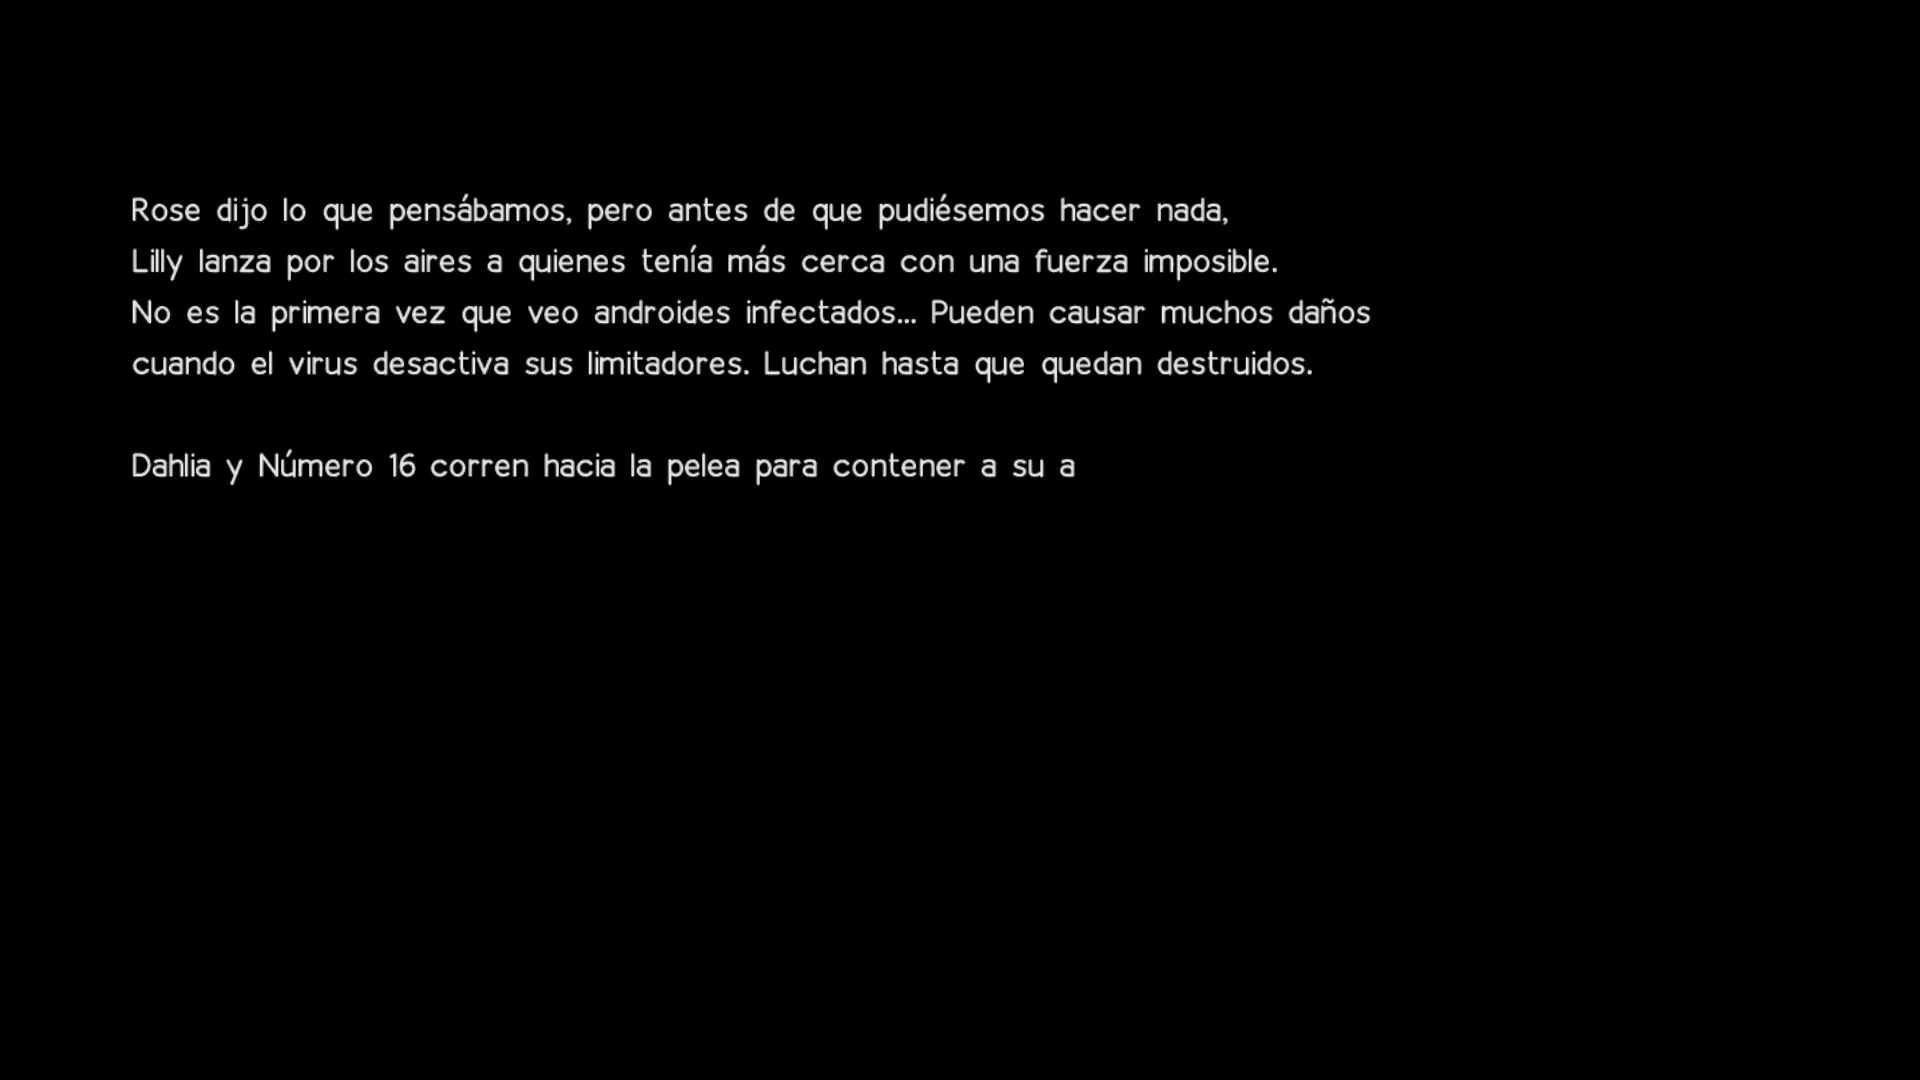 Rose dijo lo que pensábamos, pero antes de que pudiésemos hacer nada,
Lilly lanza por los aires a quienes tenía más cerca con una fuerza imposible.
No es la primera vez que veo androides infectados... Pueden causar muchos daños
cuando el virus desactiva sus limitadores. Luchan hasta que quedan destruidos.
Dahlia y Número 16 corren hacia la pelea para contener a su a